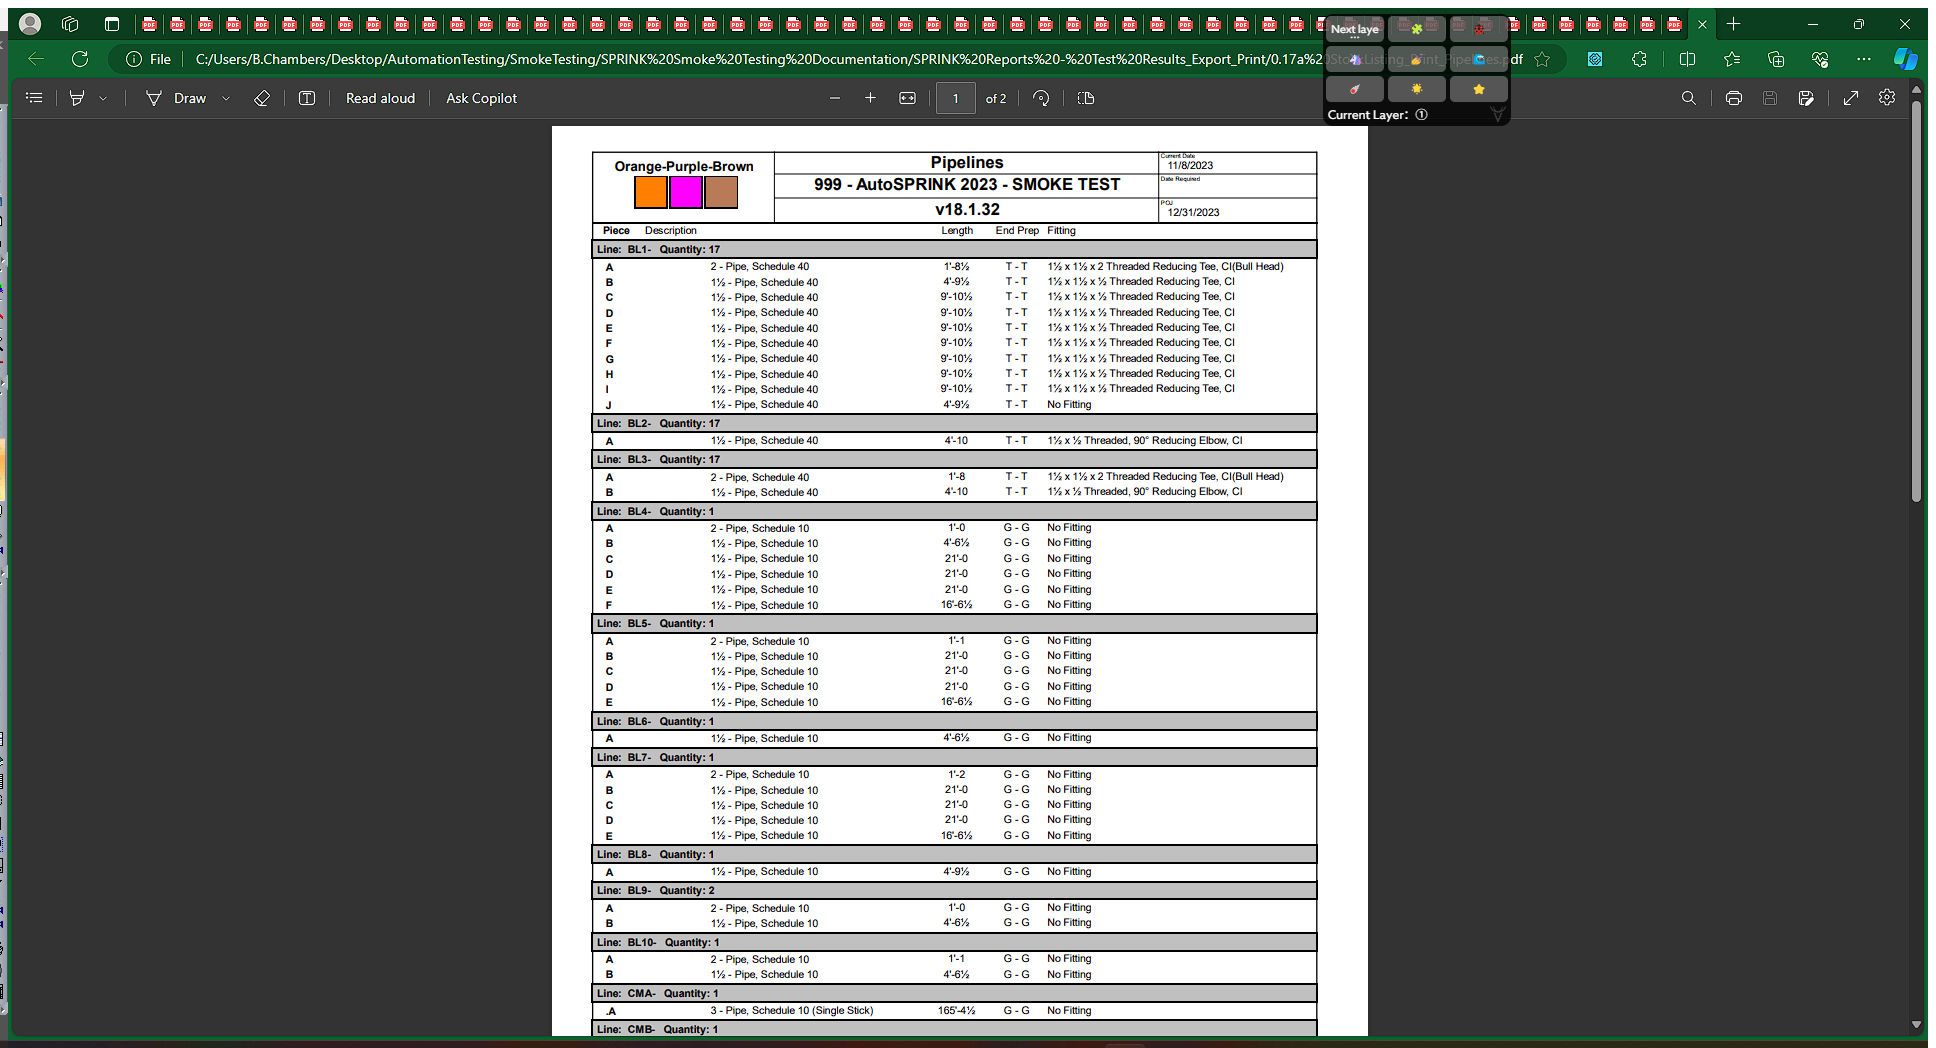 Next laye
File C:/Users/B.Chambers/Desktop/AutomationTesting/SmokeTesting/SPRINK%20Smoke%20Testing%20Documentation/SPRINK%20Reports%20-%20Test%20Results_Export_Print/0.17a%
Draw Read aloud Ask Copilot 1 of 2
Current Layer: ①
Orange-Purple-Brown
Pipelines
999 - AutoSPRINK 2023 - SMOKE TEST
v18.1.32
Current Date
11/8/2023
Date Required
POJ
12/31/2023
Piece Description Length End Prep Fitting
Line: BL1- Quantity: 17
A 2 - Pipe, Schedule 40 1'-8½ T - T 1½ x 1½ x 2 Threaded Reducing Tee, CI(Bull Head)
B 1½ - Pipe, Schedule 40 4'-9½ T - T 1½ x 1½ x ½ Threaded Reducing Tee, CI
C 1½ - Pipe, Schedule 40 9'-10½ T - T 1½ x 1½ x ½ Threaded Reducing Tee, CI
D 1½ - Pipe, Schedule 40 9'-10½ T - T 1½ x 1½ x ½ Threaded Reducing Tee, CI
E 1½ - Pipe, Schedule 40 9'-10½ T - T 1½ x 1½ x ½ Threaded Reducing Tee, CI
F 1½ - Pipe, Schedule 40 9'-10½ T - T 1½ x 1½ x ½ Threaded Reducing Tee, CI
G 1½ - Pipe, Schedule 40 9'-10½ T - T 1½ x 1½ x ½ Threaded Reducing Tee, CI
H 1½ - Pipe, Schedule 40 9'-10½ T - T 1½ x 1½ x ½ Threaded Reducing Tee, CI
I 1½ - Pipe, Schedule 40 9'-10½ T - T 1½ x 1½ x ½ Threaded Reducing Tee, CI
J 1½ - Pipe, Schedule 40 4'-9½ T - T No Fitting
Line: BL2- Quantity: 17
A 1½ - Pipe, Schedule 40 4'-10 T - T 1½ x ½ Threaded, 90° Reducing Elbow, CI
Line: BL3- Quantity: 17
A 2 - Pipe, Schedule 40 1'-8 T - T 1½ x 1½ x 2 Threaded Reducing Tee, CI(Bull Head)
B 1½ - Pipe, Schedule 40 4'-10 T - T 1½ x ½ Threaded, 90° Reducing Elbow, CI
Line: BL4- Quantity: 1
A 2 - Pipe, Schedule 10 1'-0 G - G No Fitting
B 1½ - Pipe, Schedule 10 4'-6½ G - G No Fitting
C 1½ - Pipe, Schedule 10 21'-0 G - G No Fitting
D 1½ - Pipe, Schedule 10 21'-0 G - G No Fitting
E 1½ - Pipe, Schedule 10 21'-0 G - G No Fitting
F 1½ - Pipe, Schedule 10 16'-6½ G - G No Fitting
Line: BL5- Quantity: 1
A 2 - Pipe, Schedule 10 1'-1 G - G No Fitting
B 1½ - Pipe, Schedule 10 21'-0 G - G No Fitting
C 1½ - Pipe, Schedule 10 21'-0 G - G No Fitting
D 1½ - Pipe, Schedule 10 21'-0 G - G No Fitting
E 1½ - Pipe, Schedule 10 16'-6½ G - G No Fitting
Line: BL6- Quantity: 1
A 1½ - Pipe, Schedule 10 4'-6½ G - G No Fitting
Line: BL7- Quantity: 1
A 2 - Pipe, Schedule 10 1'-2 G - G No Fitting
B 1½ - Pipe, Schedule 10 21'-0 G - G No Fitting
C 1½ - Pipe, Schedule 10 21'-0 G - G No Fitting
D 1½ - Pipe, Schedule 10 21'-0 G - G No Fitting
E 1½ - Pipe, Schedule 10 16'-6½ G - G No Fitting
Line: BL8- Quantity: 1
A 1½ - Pipe, Schedule 10 4'-9½ G - G No Fitting
Line: BL9- Quantity: 2
A 2 - Pipe, Schedule 10 1'-0 G - G No Fitting
B 1½ - Pipe, Schedule 10 4'-6½ G - G No Fitting
Line: BL10- Quantity: 1
A 2 - Pipe, Schedule 10 1'-1 G - G No Fitting
B 1½ - Pipe, Schedule 10 4'-6½ G - G No Fitting
Line: CMA- Quantity: 1
.A 3 - Pipe, Schedule 10 (Single Stick) 165'-4½ G - G No Fitting
Line: CMB- Quantity: 1